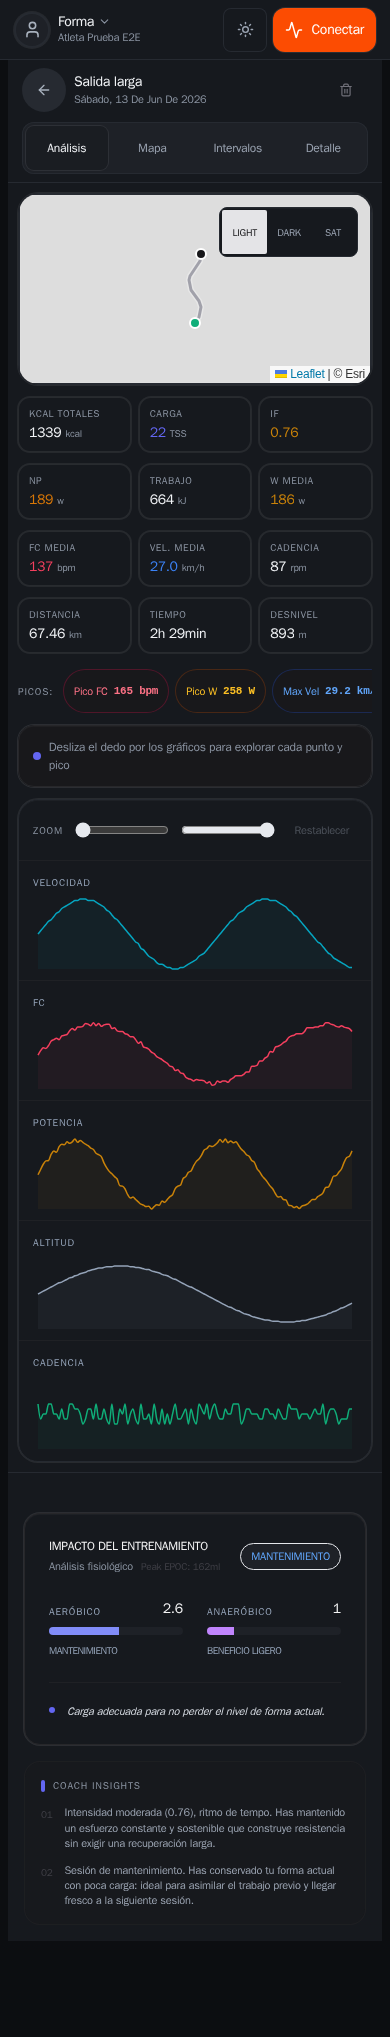 Forma
Atleta Prueba E2E
Conectar
Salida larga
Sábado, 13 De Jun De 2026
Análisis
Mapa
Intervalos
Detalle
LIGHT
DARK
SAT
Leaflet | © Esri
KCAL TOTALES
1339 kcal
CARGA
22 TSS
IF
0.76
NP
189 w
TRABAJO
664 kJ
W MEDIA
186 w
FC MEDIA
137 bpm
VEL. MEDIA
27.0 km/h
CADENCIA
87 rpm
DISTANCIA
67.46 km
TIEMPO
2h 29min
DESNIVEL
893 m
PICOS:
Pico FC 165 bpm
Pico W 258 W
Max Vel 29.2 km/
Desliza el dedo por los gráficos para explorar cada punto y
pico
ZOOM
Restablecer
VELOCIDAD
FC
POTENCIA
ALTITUD
CADENCIA
IMPACTO DEL ENTRENAMIENTO
Análisis fisiológico Peak EPOC: 162ml
MANTENIMIENTO
AERÓBICO 2.6
MANTENIMIENTO
ANAERÓBICO 1
BENEFICIO LIGERO
Carga adecuada para no perder el nivel de forma actual.
COACH INSIGHTS
01 Intensidad moderada (0.76), ritmo de tempo. Has mantenido
un esfuerzo constante y sostenible que construye resistencia
sin exigir una recuperación larga.
02 Sesión de mantenimiento. Has conservado tu forma actual
con poca carga: ideal para asimilar el trabajo previo y llegar
fresco a la siguiente sesión.